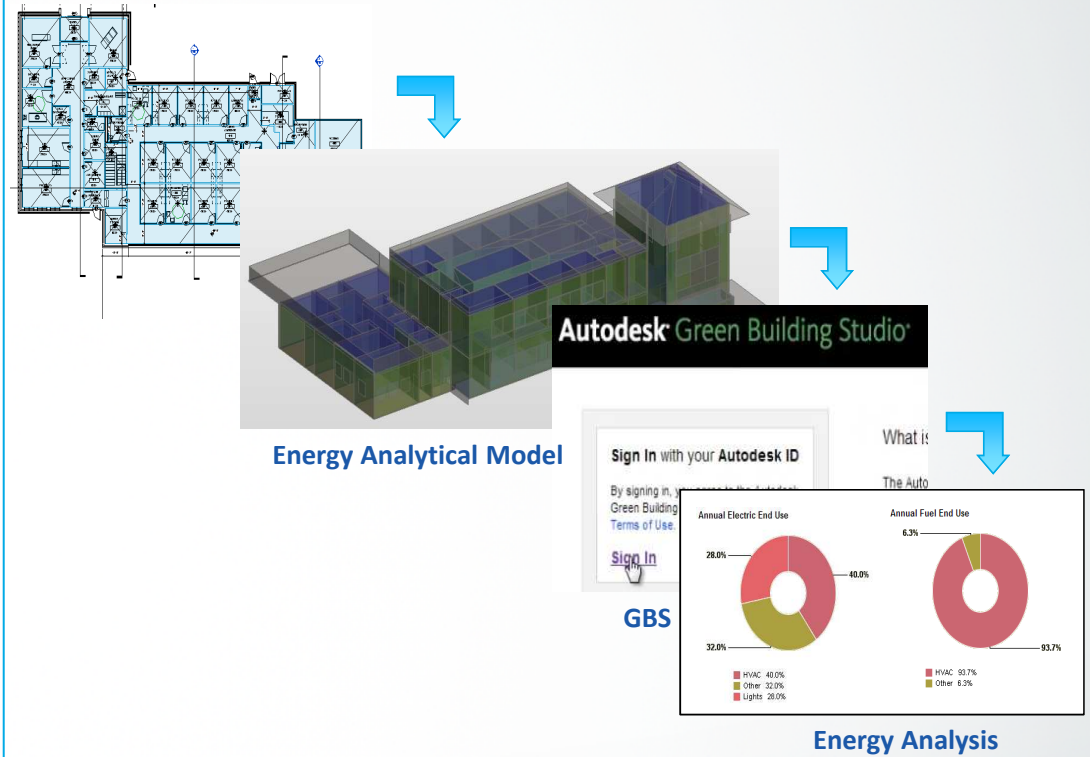 Energy Analytical Model
Autodesk® Green Building Studio®
Sign In with your Autodesk ID
By signing in,
Green Building
Terms of Use.
Sign In
What is
The Auto
GBS
Annual Electric End Use
28.0%
40.0%
32.0%
HVAC 40.0%
Other 32.0%
Lights 28.0%
Annual Fuel End Use
6.3%
93.7%
HVAC 93.7%
Other 6.3%
Energy Analysis